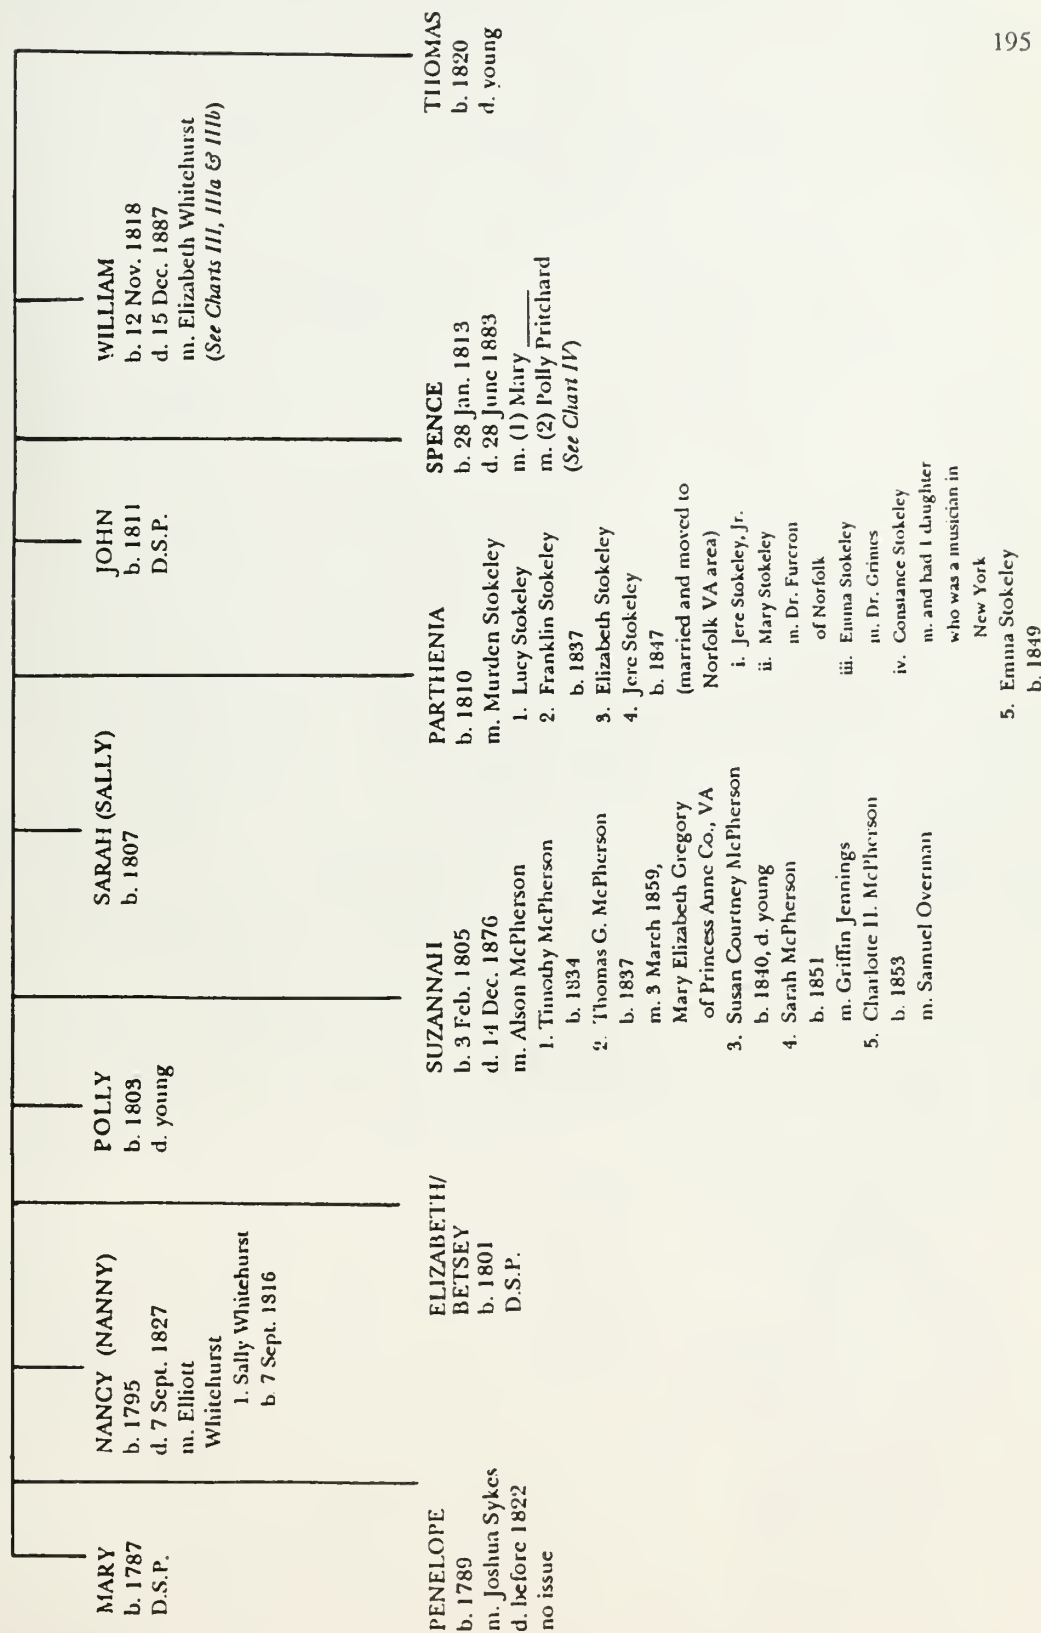 195
MARY
b. 1787
D.S.P.
PENELOPE
b. 1789
m. Joshua Sykes
d. before 1822
no issue
NANCY (NANNY)
b. 1795
d. 7 Sept. 1827
m. Elliott
Whitehurst
1. Sally Whitehurst
b. 7 Sept. 1816
ELIZABETH/
BETSEY
b. 1801
D.S.P.
POLLY
b. 1803
d. young
SUZANNAH
b. 3 Feb. 1805
d. 14 Dec. 1876
m. Alson McPherson
1. Timothy McPherson
b. 1834
2. Thomas G. McPherson
b. 1837
m. 3 March 1859,
Mary Elizabeth Gregory
of Princess Anne Co., VA
3. Susan Courtney McPherson
b. 1840, d. young
4. Sarah McPherson
b. 1851
m. Griffin Jennings
5. Charlotte H. McPherson
b. 1853
m. Samuel Overman
SARAH (SALLY)
b. 1807
PARTHENIA
b. 1810
m. Murden Stokeley
1. Lucy Stokeley
2. Franklin Stokeley
b. 1837
3. Elizabeth Stokeley
4. Jere Stokeley
b. 1847
(married and moved to
Norfolk VA area)
i. Jere Stokeley, Jr.
ii. Mary Stokeley
m. Dr. Furcron
of Norfolk
iii. Emma Stokeley
m. Dr. Grimes
iv. Constance Stokeley
m. and had 1 daughter
who was a musician in
New York
5. Emma Stokeley
b. 1849
JOHN
b. 1811
D.S.P.
SPENCE
b. 28 Jan. 1813
d. 28 June 1883
m. (1) Mary ____
m. (2) Polly Pritchard
(See Chart IV)
WILLIAM
b. 12 Nov. 1818
d. 15 Dec. 1887
m. Elizabeth Whitehurst
(See Charts III, IIIa & IIIb)
THOMAS
b. 1820
d. young